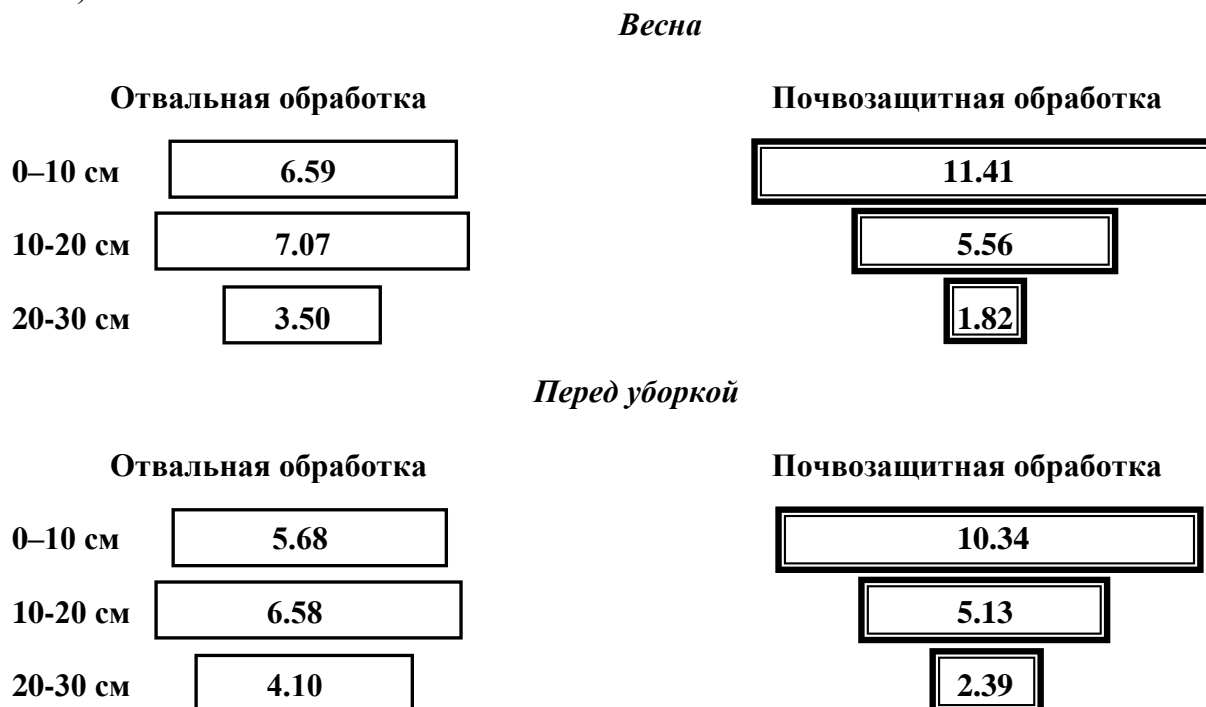 Весна
Отвальная обработка Почвозащитная обработка
0–10 см 6.59 11.41
10-20 см 7.07 5.56
20-30 см 3.50 1.82
Перед уборкой
Отвальная обработка Почвозащитная обработка
0–10 см 5.68 10.34
10-20 см 6.58 5.13
20-30 см 4.10 2.39